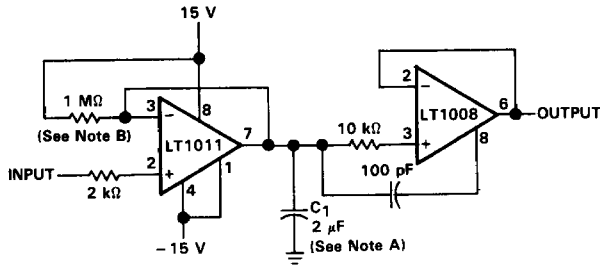 15 V
1 MΩ
(See Note B)
3
−
8
LT1011
7
INPUT
2 kΩ
2
+
4
1
−15 V
C1
2 μF
(See Note A)
10 kΩ
100 pF
2
−
LT1008
6
OUTPUT
3
+
8